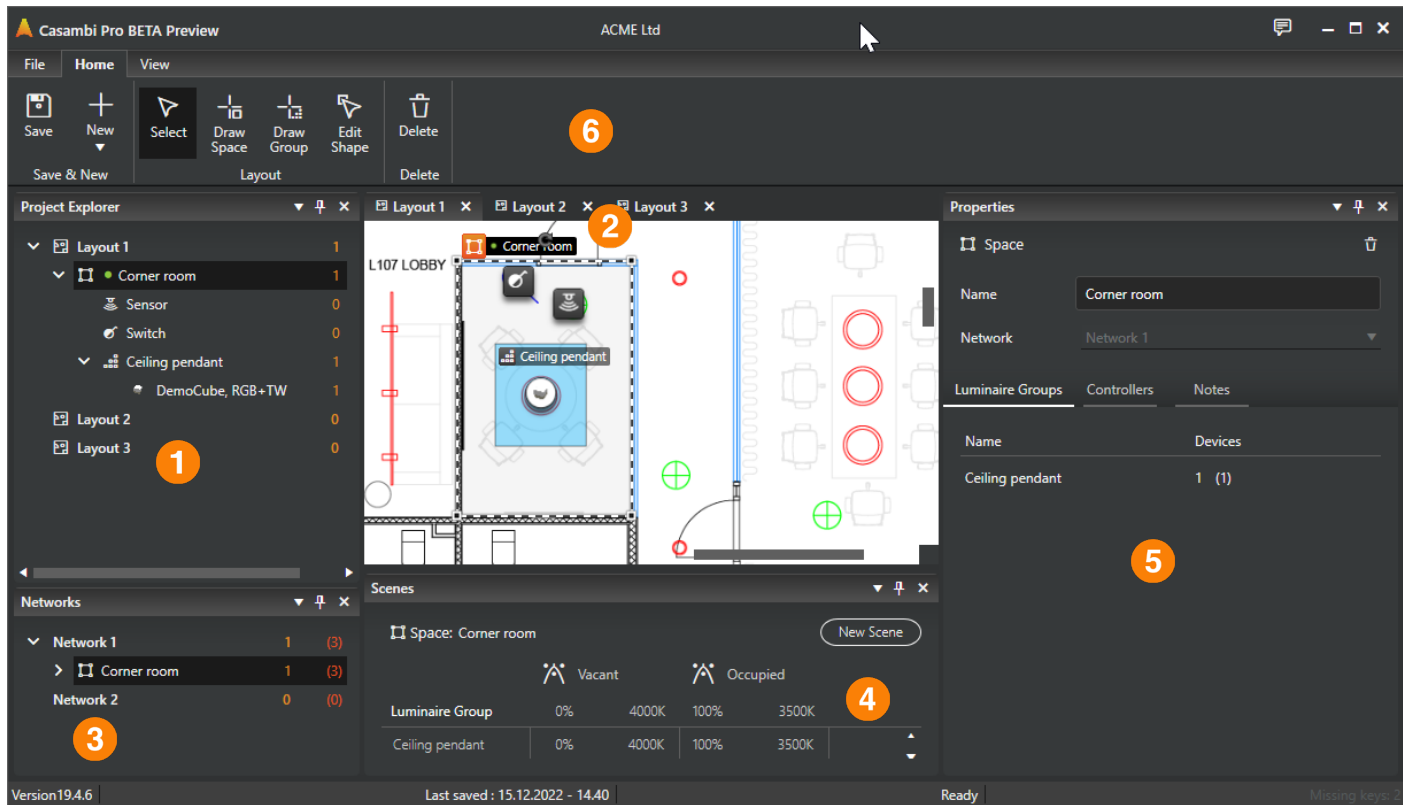 Casambi Pro BETA Preview
ACME Ltd
File Home View
Save
New
Select
Draw Space
Draw Group
Edit Shape
Delete
6
Save & New
Layout
Delete
Project Explorer
Layout 1 1
Corner room 1
Sensor 0
Switch 0
Ceiling pendant 1
DemoCube, RGB+TW 1
Layout 2 0
Layout 3 0
1
Layout 1 Layout 2 Layout 3
2
Corner room
L107 LOBBY
Ceiling pendant
Properties
Space
Name Corner room
Network Network 1
Luminaire Groups Controllers Notes
Name Devices
Ceiling pendant 1 (1)
5
Networks
Network 1 1 (3)
Corner room 1 (3)
Network 2 0 (0)
3
Scenes
Space: Corner room
New Scene
Vacant Occupied
Luminaire Group 0% 4000K 100% 3500K
Ceiling pendant 0% 4000K 100% 3500K
4
Version19.4.6
Last saved : 15.12.2022 - 14.40
Ready
Missing keys: 2